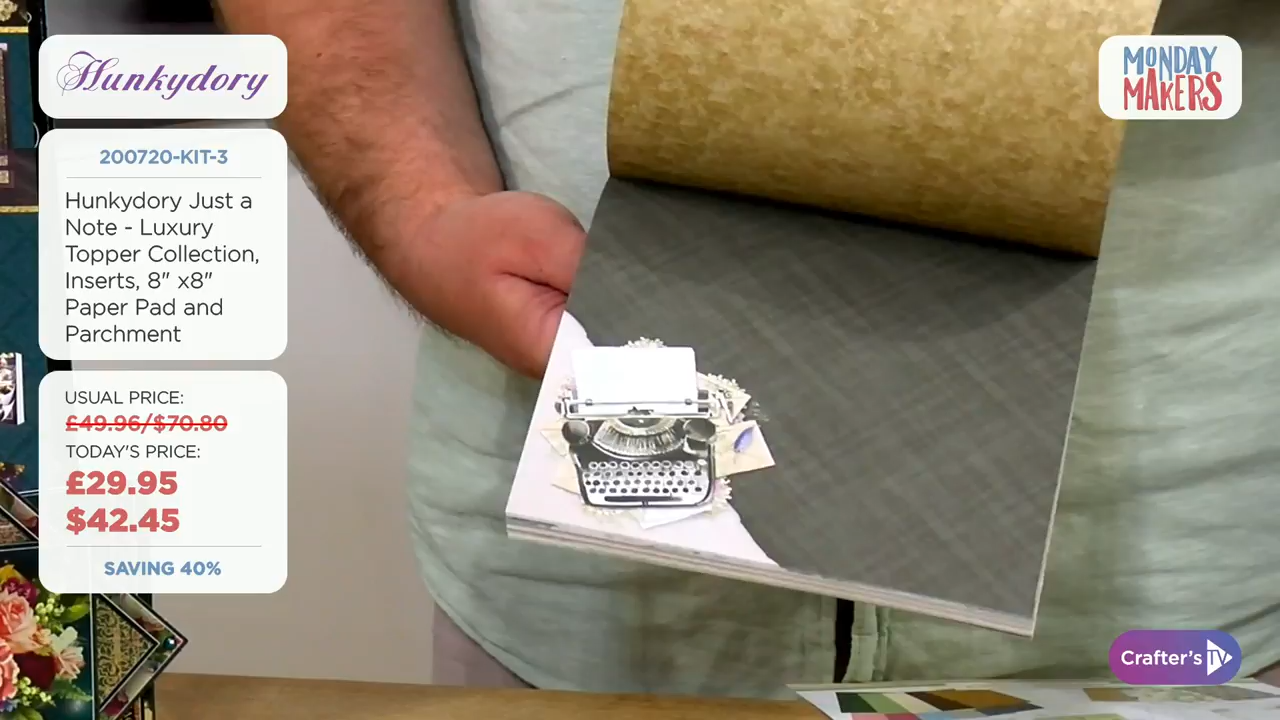 Hunkydory
200720-KIT-3
Hunkydory Just a
Note - Luxury
Topper Collection,
Inserts, 8" x8"
Paper Pad and
Parchment
USUAL PRICE:
£49.96/$70.80
TODAY'S PRICE:
£29.95
$42.45
SAVING 40%
MONDAY
MAKERS
Crafter's TV